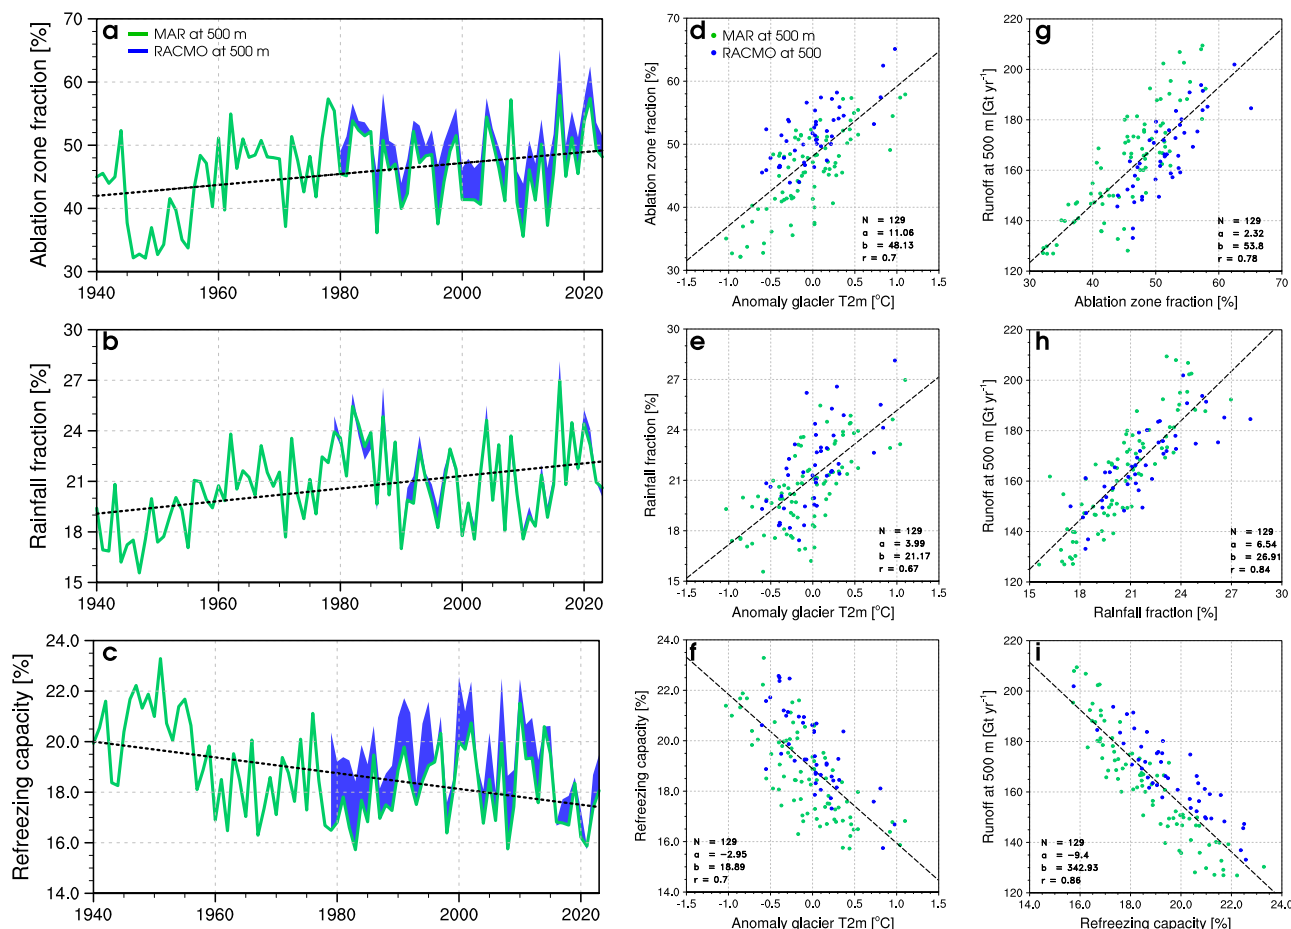 a
MAR at 500 m
RACMO at 500 m
Ablation zone fraction [%]
70
60
50
40
30
1940
1960
1980
2000
2020
b
Rainfall fraction [%]
30
27
24
21
18
15
1940
1960
1980
2000
2020
c
Refreezing capacity [%]
24.0
22.0
20.0
18.0
16.0
14.0
1940
1960
1980
2000
2020
d
MAR at 500 m
RACMO at 500
Ablation zone fraction [%]
70
60
50
40
30
N = 129
a = 11.06
b = 48.13
r = 0.7
-1.5
-1.0
-0.5
0.0
0.5
1.0
1.5
Anomaly glacier T2m [°C]
e
Rainfall fraction [%]
30
27
24
21
18
15
N = 129
a = 3.99
b = 21.17
r = 0.67
-1.5
-1.0
-0.5
0.0
0.5
1.0
1.5
Anomaly glacier T2m [°C]
f
Refreezing capacity [%]
24.0
22.0
20.0
18.0
16.0
14.0
N = 129
a = -2.95
b = 18.89
r = 0.7
-1.5
-1.0
-0.5
0.0
0.5
1.0
1.5
Anomaly glacier T2m [°C]
g
Runoff at 500 m [Gt yr⁻¹]
220
200
180
160
140
120
N = 129
a = 2.32
b = 53.8
r = 0.78
30
40
50
60
70
Ablation zone fraction [%]
h
Runoff at 500 m [Gt yr⁻¹]
220
200
180
160
140
120
N = 129
a = 6.54
b = 26.91
r = 0.84
15
18
21
24
27
30
Rainfall fraction [%]
i
Runoff at 500 m [Gt yr⁻¹]
220
200
180
160
140
120
N = 129
a = -9.4
b = 342.93
r = 0.86
14.0
16.0
18.0
20.0
22.0
24.0
Refreezing capacity [%]